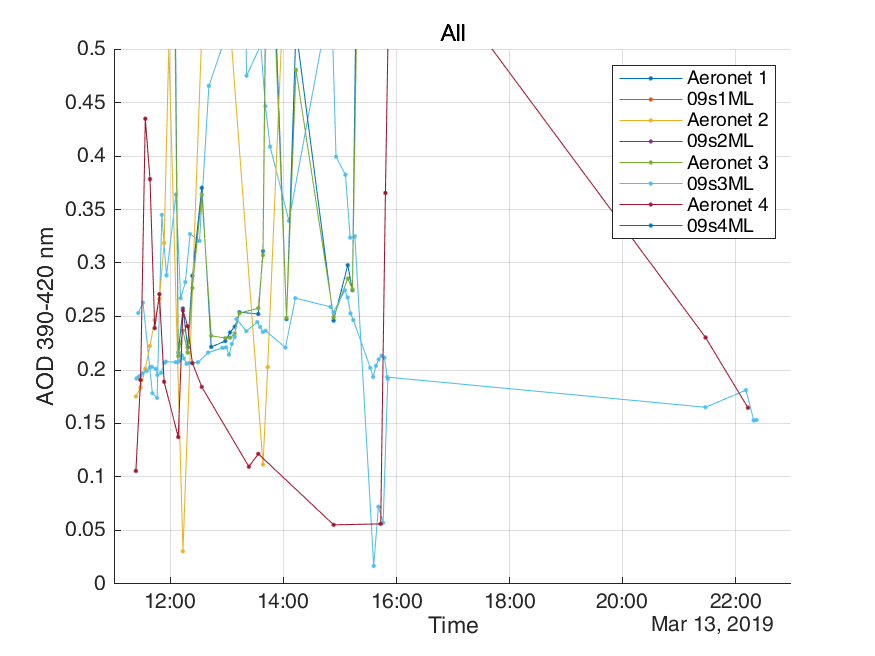 All
0.5
0.45
0.4
0.35
0.3
0.25
0.2
0.15
0.1
0.05
0
AOD 390-420 nm
Aeronet 1
09s1ML
Aeronet 2
09s2ML
Aeronet 3
09s3ML
Aeronet 4
09s4ML
12:00 14:00 16:00 18:00 20:00 22:00
Time
Mar 13, 2019